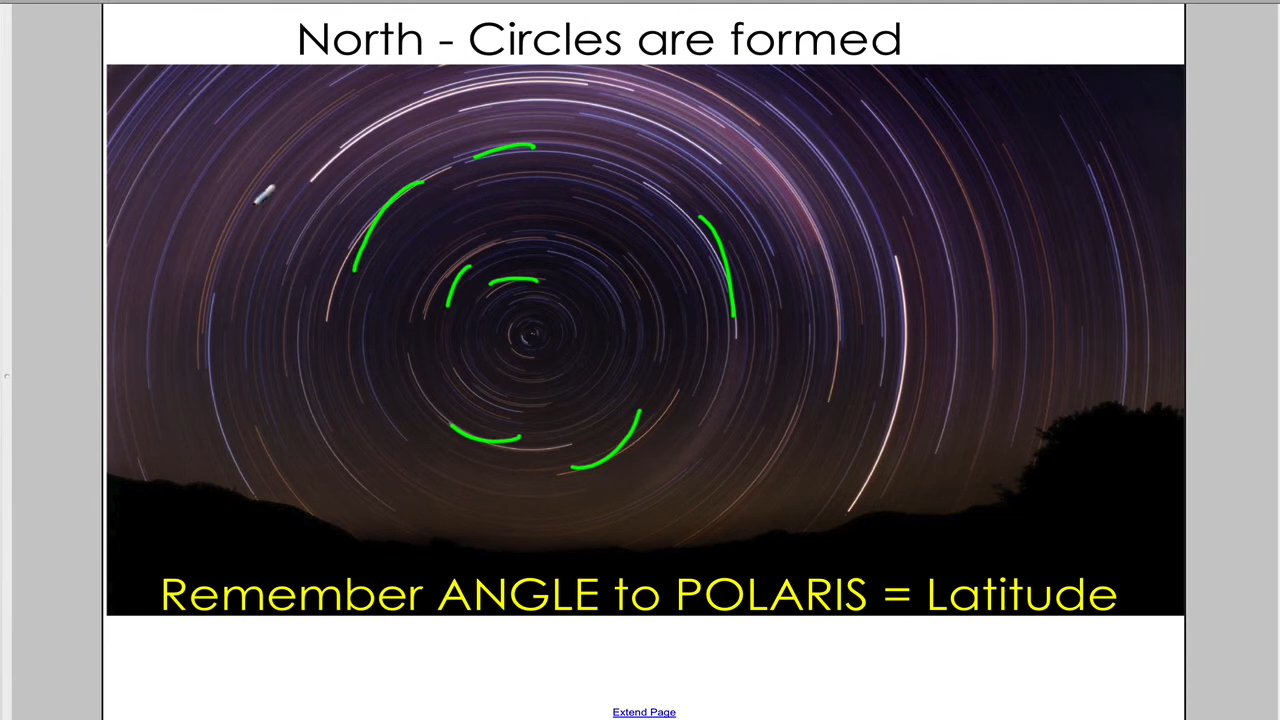 North - Circles are formed
Remember ANGLE to POLARIS = Latitude
Extend Page